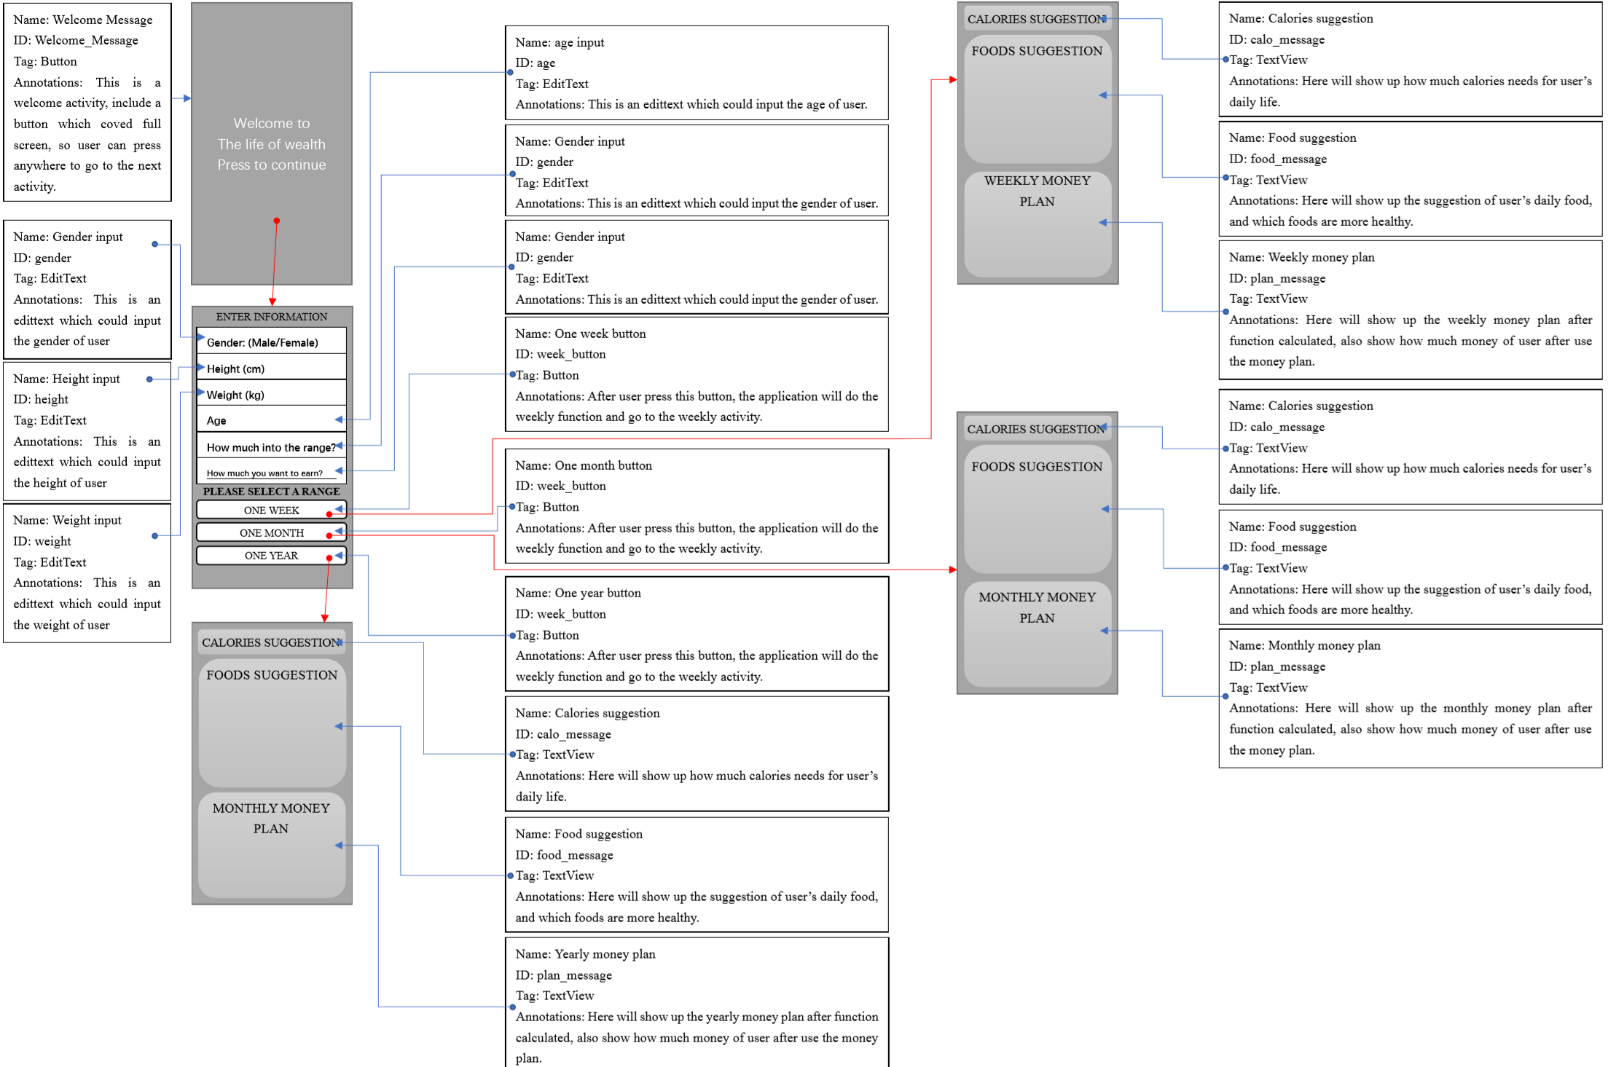 Name: Welcome Message
ID: Welcome_Message
Tag: Button
Annotations: This is a
welcome activity, include a
button which coved full
screen, so user can press
anywhere to go to the next
activity.
Name: Gender input
ID: gender
Tag: EditText
Annotations: This is an
edittext which could input
the gender of user
Name: Height input
ID: height
Tag: EditText
Annotations: This is an
edittext which could input
the height of user
Name: Weight input
ID: weight
Tag: EditText
Annotations: This is an
edittext which could input
the weight of user
Welcome to
The life of wealth
Press to continue
ENTER INFORMATION
Gender: (Male/Female)
Height (cm)
Weight (kg)
Age
How much into the range?
How much you want to earn?
PLEASE SELECT A RANGE
ONE WEEK
ONE MONTH
ONE YEAR
CALORIES SUGGESTION
FOODS SUGGESTION
MONTHLY MONEY
PLAN
Name: age input
ID: age
Tag: EditText
Annotations: This is an edittext which could input the age of user.
Name: Gender input
ID: gender
Tag: EditText
Annotations: This is an edittext which could input the gender of user.
Name: Gender input
ID: gender
Tag: EditText
Annotations: This is an edittext which could input the gender of user.
Name: One week button
ID: week_button
Tag: Button
Annotations: After user press this button, the application will do the
weekly function and go to the weekly activity.
Name: One month button
ID: week_button
Tag: Button
Annotations: After user press this button, the application will do the
weekly function and go to the weekly activity.
Name: One year button
ID: week_button
Tag: Button
Annotations: After user press this button, the application will do the
weekly function and go to the weekly activity.
Name: Calories suggestion
ID: calo_message
Tag: TextView
Annotations: Here will show up how much calories needs for user's
daily life.
Name: Food suggestion
ID: food_message
Tag: TextView
Annotations: Here will show up the suggestion of user's daily food,
and which foods are more healthy.
Name: Yearly money plan
ID: plan_message
Tag: TextView
Annotations: Here will show up the yearly money plan after function
calculated, also show how much money of user after use the money
plan.
CALORIES SUGGESTION
FOODS SUGGESTION
WEEKLY MONEY
PLAN
CALORIES SUGGESTION
FOODS SUGGESTION
MONTHLY MONEY
PLAN
Name: Calories suggestion
ID: calo_message
Tag: TextView
Annotations: Here will show up how much calories needs for user's
daily life.
Name: Food suggestion
ID: food_message
Tag: TextView
Annotations: Here will show up the suggestion of user's daily food,
and which foods are more healthy.
Name: Weekly money plan
ID: plan_message
Tag: TextView
Annotations: Here will show up the weekly money plan after
function calculated, also show how much money of user after use
the money plan.
Name: Calories suggestion
ID: calo_message
Tag: TextView
Annotations: Here will show up how much calories needs for user's
daily life.
Name: Food suggestion
ID: food_message
Tag: TextView
Annotations: Here will show up the suggestion of user's daily food,
and which foods are more healthy.
Name: Monthly money plan
ID: plan_message
Tag: TextView
Annotations: Here will show up the monthly money plan after
function calculated, also show how much money of user after use
the money plan.